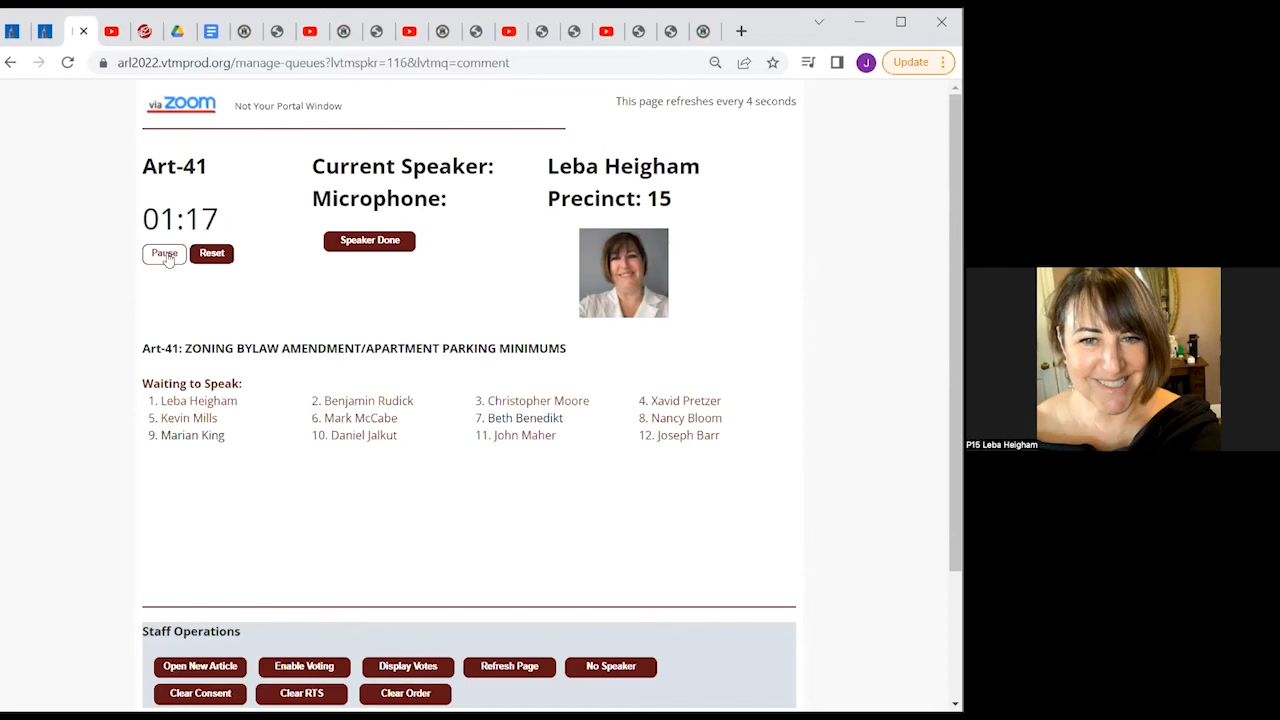 arl2022.vtmprod.org/manage-queues?lvtmspkr=116&lvtmq=comment
J
Update
via zoom
Not Your Portal Window
This page refreshes every 4 seconds
Art-41
Current Speaker:
Leba Heigham
Microphone:
Precinct: 15
01:17
Pause
Reset
Speaker Done
Art-41: ZONING BYLAW AMENDMENT/APARTMENT PARKING MINIMUMS
Waiting to Speak:
1. Leba Heigham 2. Benjamin Rudick 3. Christopher Moore 4. Xavid Pretzer
5. Kevin Mills 6. Mark McCabe 7. Beth Benedikt 8. Nancy Bloom
9. Marian King 10. Daniel Jalkut 11. John Maher 12. Joseph Barr
Staff Operations
Open New Article Enable Voting Display Votes Refresh Page No Speaker
Clear Consent Clear RTS Clear Order
P15 Leba Heigham